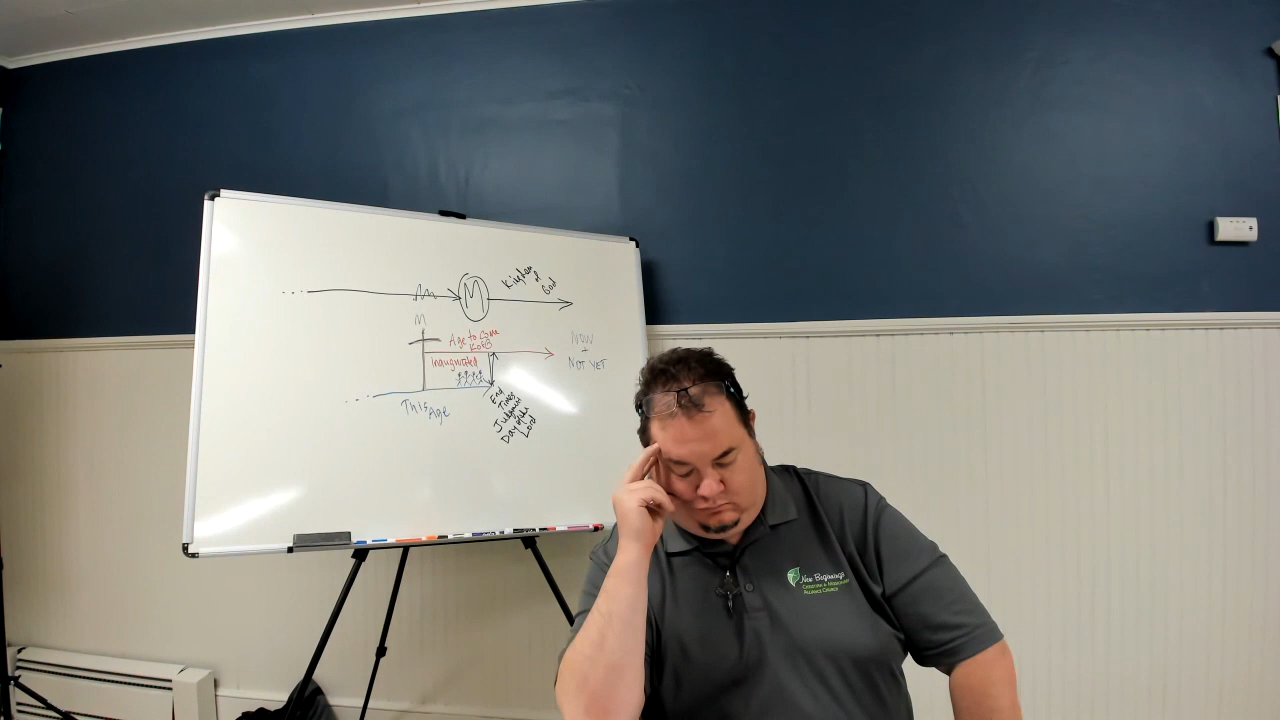 M
Kingdom
of
God
M
Age to Come
KoG
Inaugurated
NOW
+
NOT YET
This Age
End
Times
Judgment
Day of the
Lord
New Beginnings
CHRISTIAN & MISSIONARY
ALLIANCE CHURCH